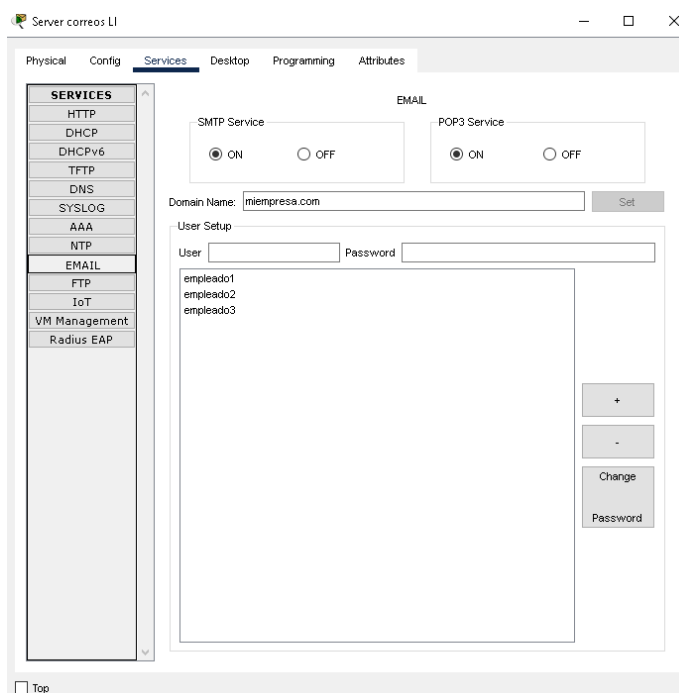 Server correos LI
Physical Config Services Desktop Programming Attributes
SERVICES
HTTP
DHCP
DHCPv6
TFTP
DNS
SYSLOG
AAA
NTP
EMAIL
FTP
IoT
VM Management
Radius EAP
EMAIL
SMTP Service
ON OFF
POP3 Service
ON OFF
Domain Name: miempresa.com Set
User Setup
User Password
empleado1
empleado2
empleado3
+
-
Change
Password
Top